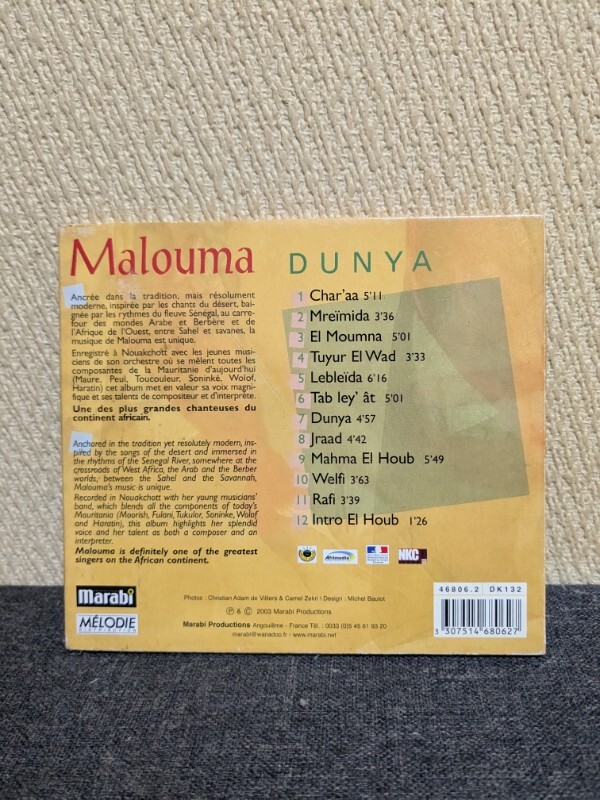 Malouma
DUNYA
Ancrée dans la tradition, mais résolument
moderne, inspirée par les chants du désert, bai-
gnée par les rythmes du fleuve Sénégal, au carre-
four des mondes Arabe et Berbère et de
l'Afrique de l'Ouest, entre Sahel et savanes, la
musique de Malouma est unique.
Enregistré à Nouakchott avec les jeunes musi-
ciens de son orchestre où se mêlent toutes les
composantes de la Mauritanie d'aujourd'hui
(Maure, Peul, Toucouleur, Soninké, Wolof,
Haratin) cet album met en valeur sa voix magni-
fique et ses talents de compositeur et d'interprète.
Une des plus grandes chanteuses du
continent africain.
Anchored in the tradition yet resolutely modern, ins-
pired by the songs of the desert and immersed in
the rhythms of the Senegal River, somewhere at the
crossroads of West Africa, the Arab and the Berber
worlds, between the Sahel and the Savannah,
Malouma's music is unique.
Recorded in Nouakchott with her young musicians'
band, which blends all the components of today's
Mauritania (Moorish, Fulani, Tukulor, Soninke, Wolof
and Haratin), this album highlights her splendid
voice and her talent as both a composer and an
interpreter.
Malouma is definitely one of the greatest
singers on the African continent.
1 Char'aa 5'11
2 Mreïmida 3'36
3 El Moumna 5'01
4 Tuyur El Wad 3'33
5 Lebleïda 6'16
6 Tab ley' ât 5'01
7 Dunya 4'57
8 Jraad 4'42
9 Mahma El Houb 5'49
10 Welfi 3'63
11 Rafi 3'39
12 Intro El Houb 1'26
Africalia
NKC
marabi
MÉLODIE
DISTRIBUTION
Photos : Christian Adam de Villiers & Camel Zekri I Design : Michel Baulot
℗ & © 2003 Marabi Productions
Marabi Productions Angoulême - France Tél. : 0033 (0)5 45 61 93 20
marabi@wanadoo.fr - www.marabi.net
46806.2 DK132
3 307514 680627